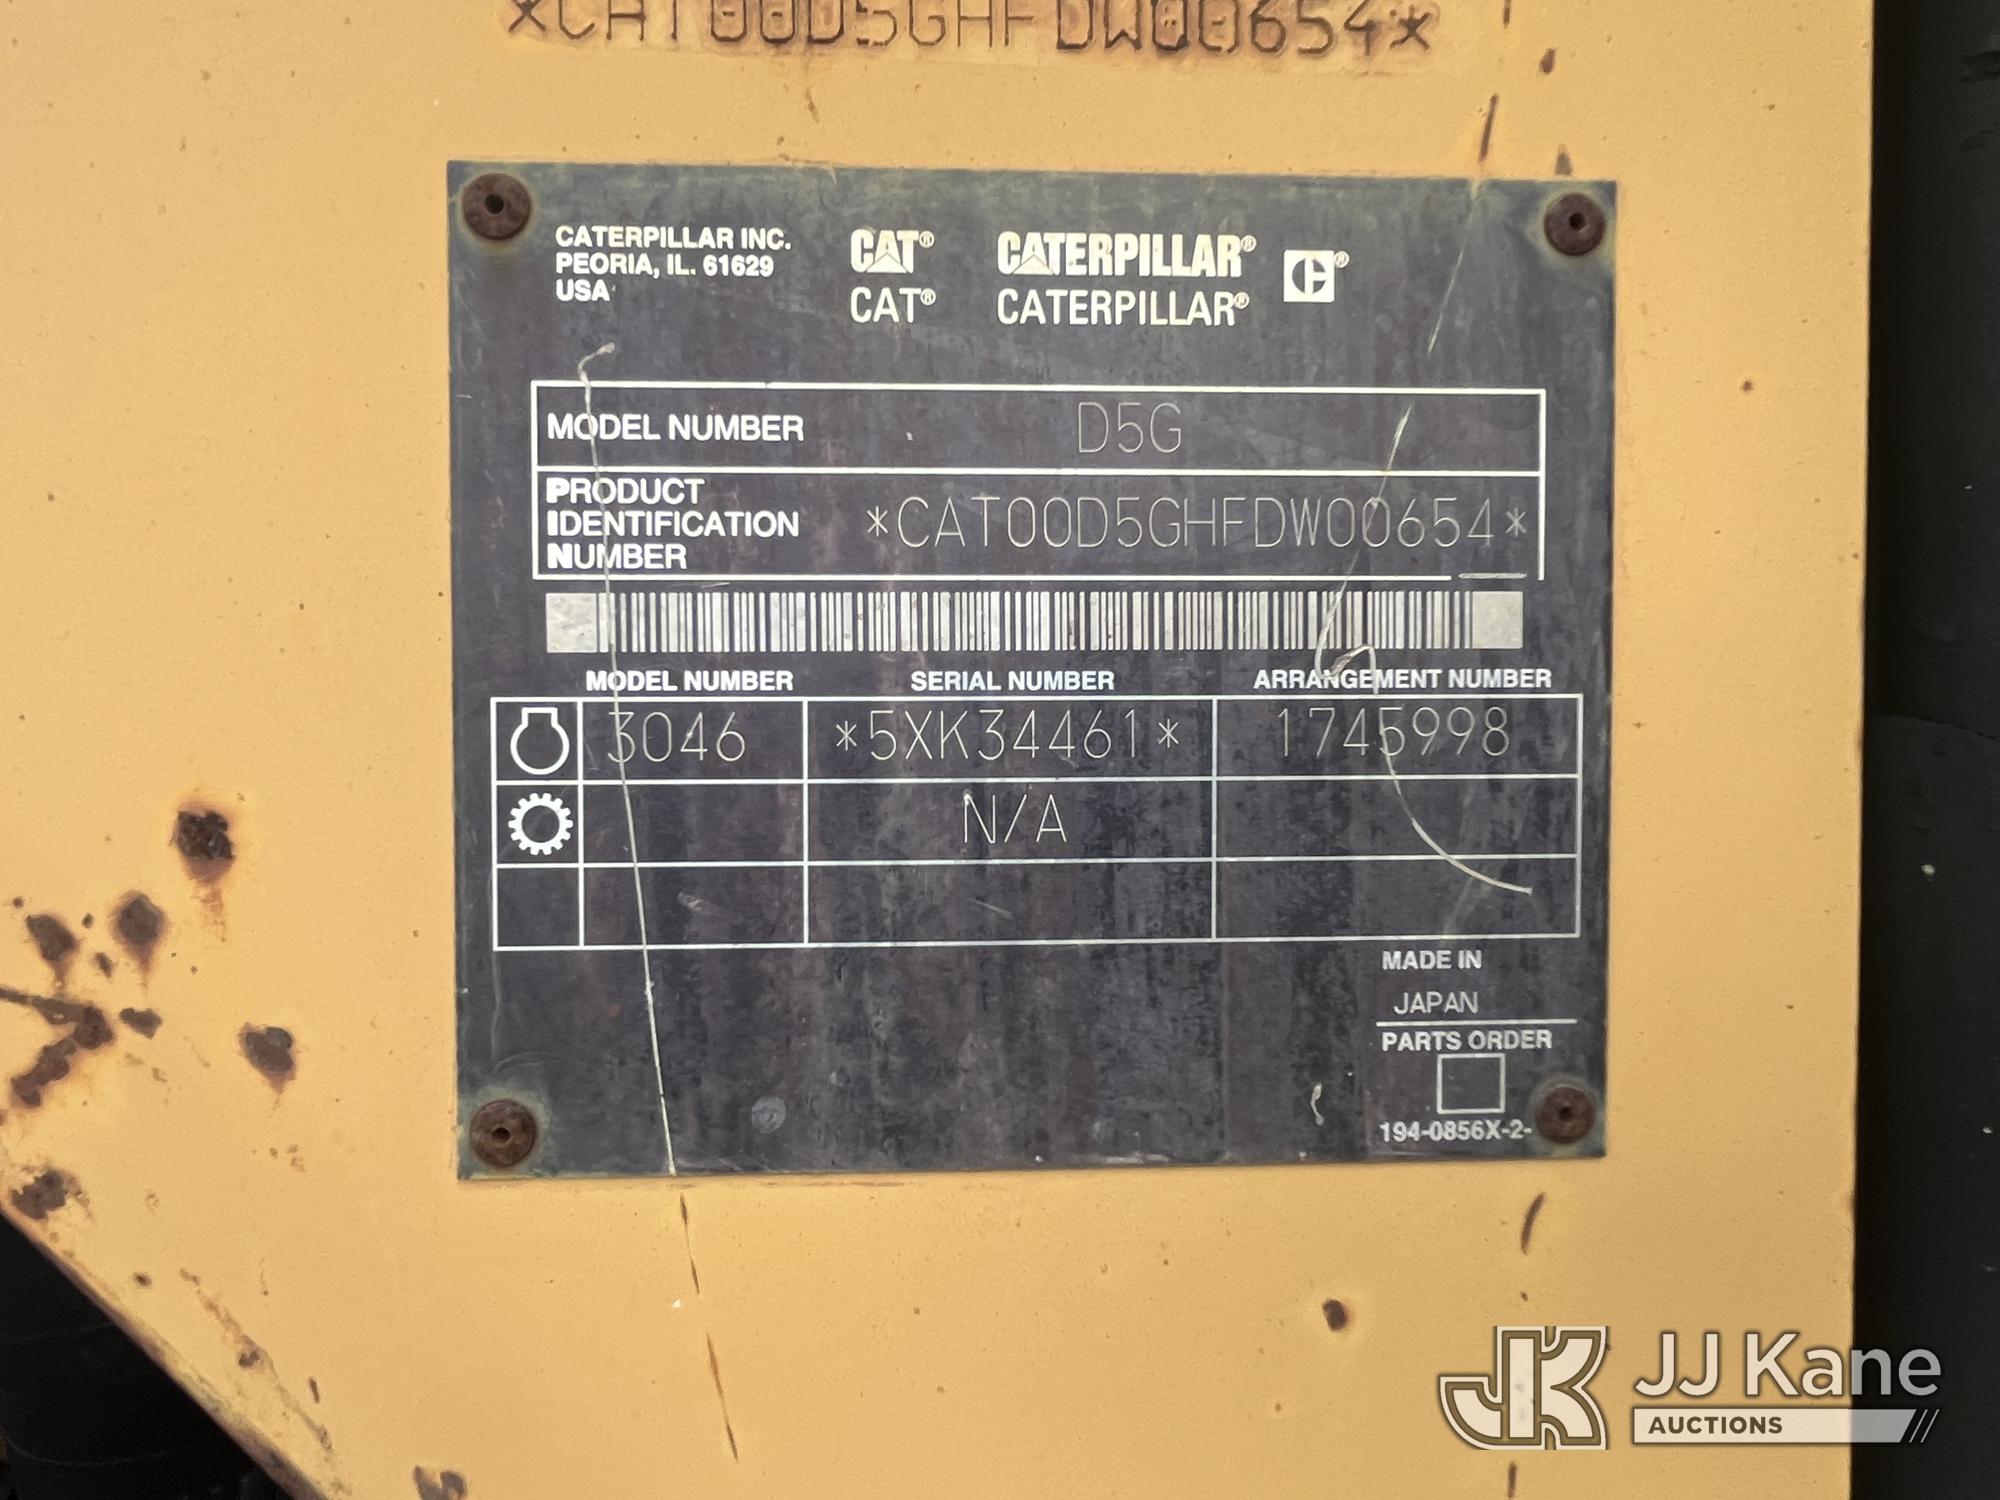 *CAT00D5GHFDW00654*
CATERPILLAR INC.
PEORIA, IL. 61629
USA
CAT® CATERPILLAR® C®
CAT® CATERPILLAR®
MODEL NUMBER D5G
PRODUCT
IDENTIFICATION
NUMBER
*CAT00D5GHFDW00654*
MODEL NUMBER SERIAL NUMBER ARRANGEMENT NUMBER
3046 *5XK34461* 1745998
N/A
MADE IN
JAPAN
PARTS ORDER
194-0856X-2-
JK JJ Kane
AUCTIONS